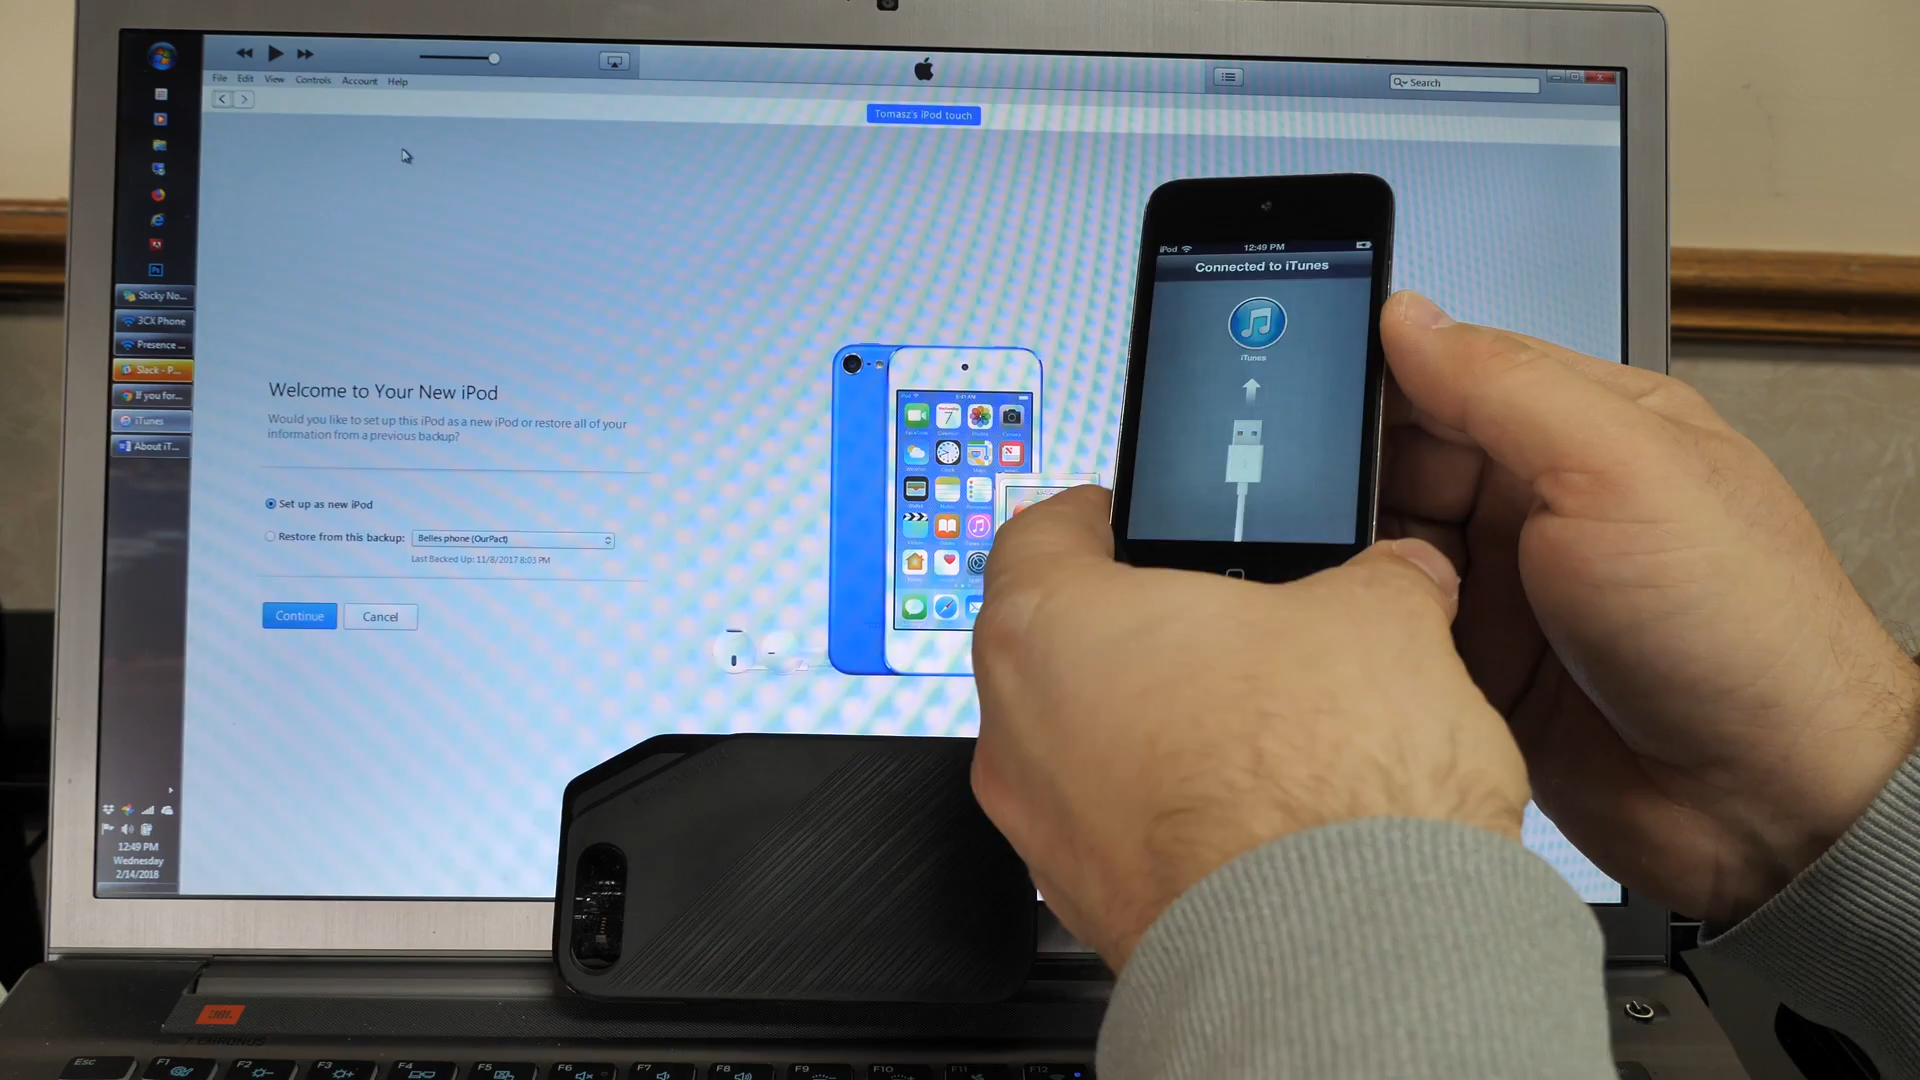 File Edit View Controls Account Help
Search
Tomasz's iPod touch
Sticky No...
3CX Phone
Presence ...
Slack - P...
If you for...
iTunes
About iT...
Welcome to Your New iPod
Would you like to set up this iPod as a new iPod or restore all of your
information from a previous backup?
Set up as new iPod
Restore from this backup: Belles phone (OurPact)
Last Backed Up: 11/8/2017 8:03 PM
Continue Cancel
iPod 12:49 PM
Connected to iTunes
iTunes
12:49 PM
Wednesday
2/14/2018
JBL
7 CHRONOS
Esc F1 F2 F3 F4 F5 F6 F7 F8 F9 F10 F11 F12